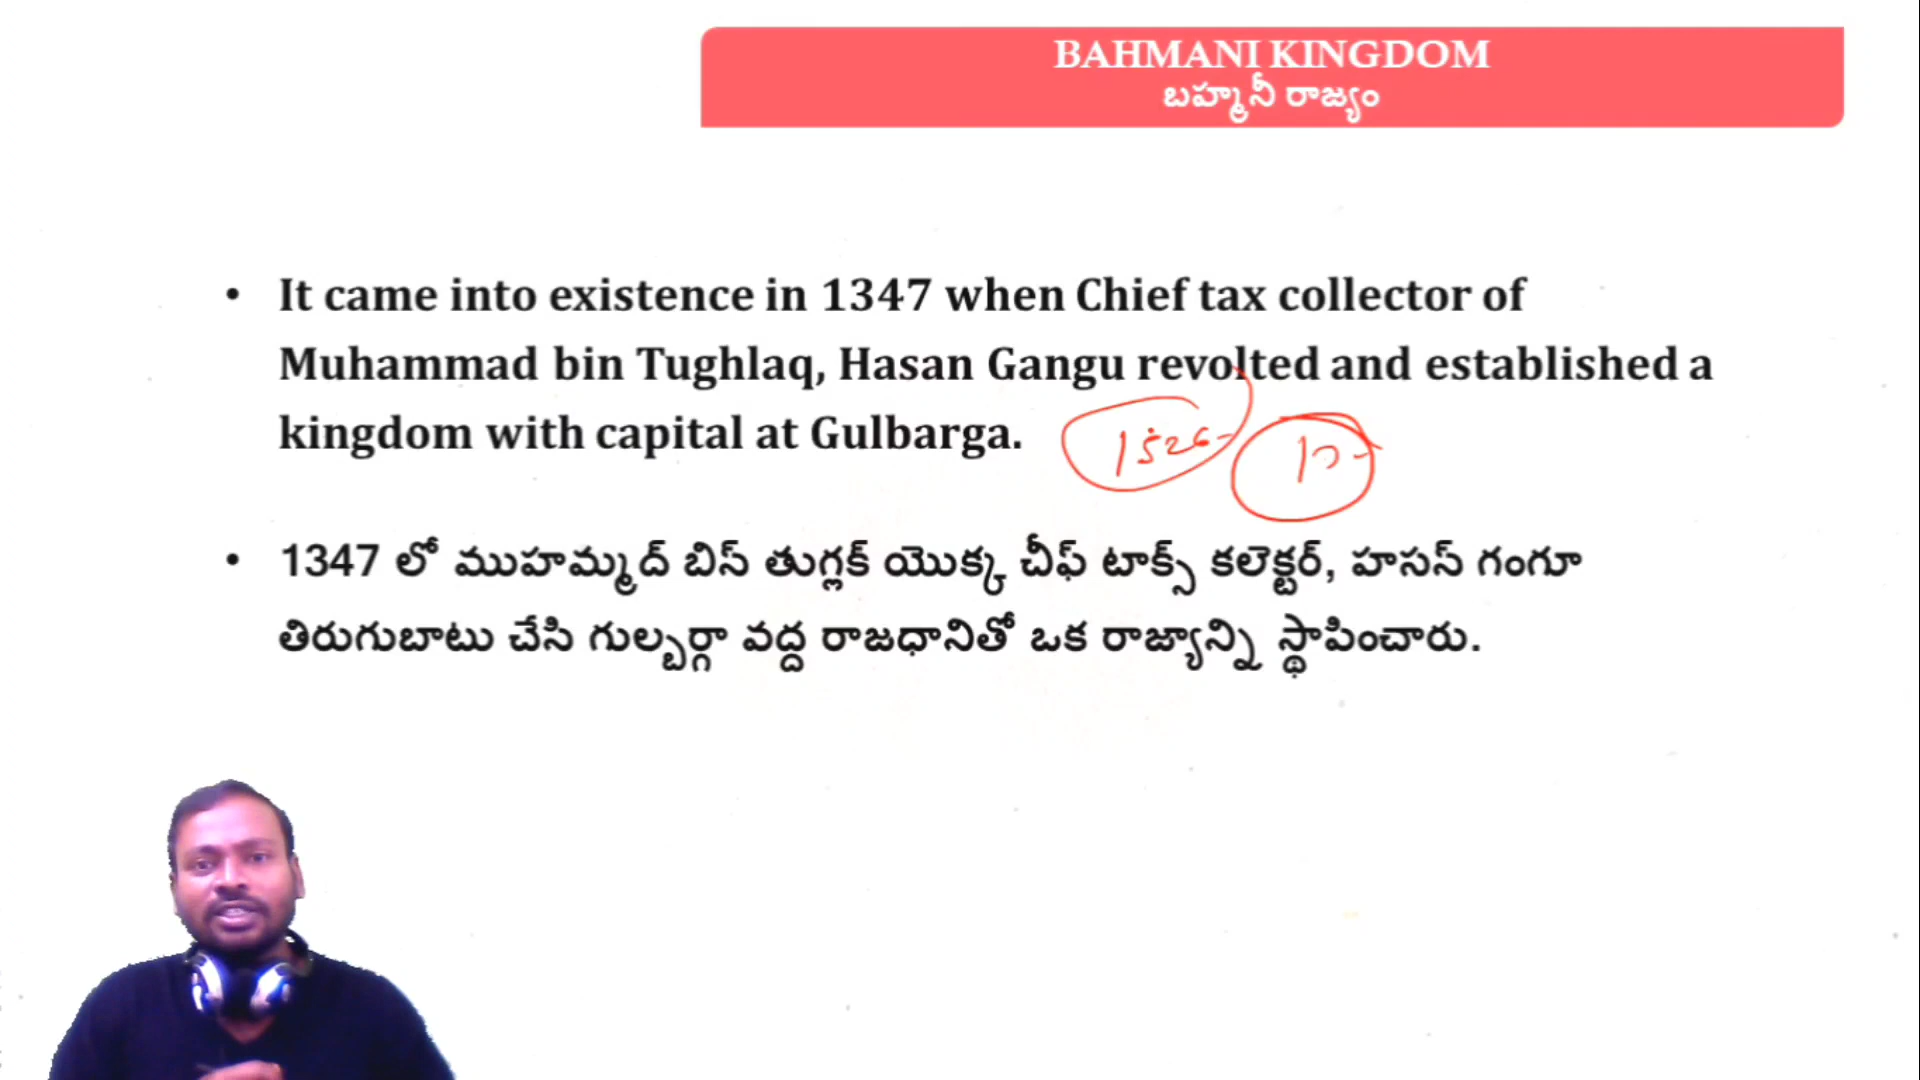 BAHMANI KINGDOM
బహ్మనీ రాజ్యం
• It came into existence in 1347 when Chief tax collector of
Muhammad bin Tughlaq, Hasan Gangu revolted and established a
kingdom with capital at Gulbarga.
1526
• 1347 లో ముహమ్మద్ బిన్ తుగ్లక్ యొక్క చీఫ్ టాక్స్ కలెక్టర్, హసన్ గంగూ
తిరుగుబాటు చేసి గుల్బర్గా వద్ద రాజధానితో ఒక రాజ్యాన్ని స్థాపించారు.